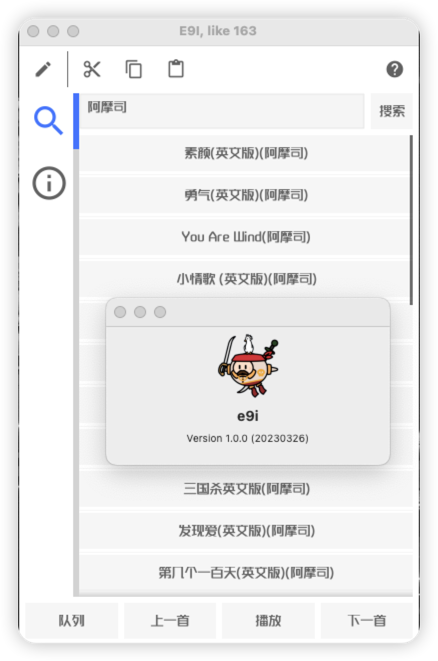 E9I, like 163
阿摩司
搜索
素颜(英文版)(阿摩司)
勇气(英文版)(阿摩司)
You Are Wind(阿摩司)
小情歌 (英文版)(阿摩司)
e9i
Version 1.0.0 (20230326)
三国杀英文版(阿摩司)
发现爱(英文版)(阿摩司)
第几个一百天(英文版)(阿摩司)
队列
上一首
播放
下一首